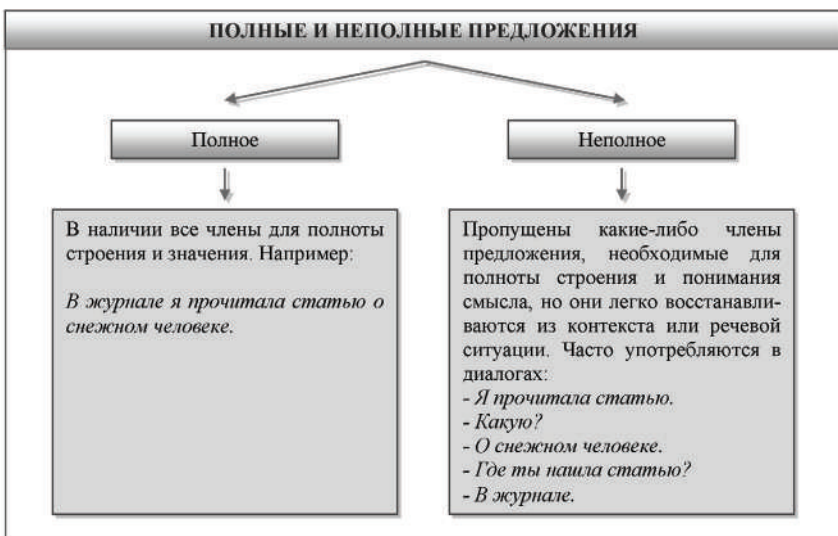 ПОЛНЫЕ И НЕПОЛНЫЕ ПРЕДЛОЖЕНИЯ
Полное
Неполное
В наличии все члены для полноты
строения и значения. Например:
В журнале я прочитала статью о
снежном человеке.
Пропущены какие-либо члены
предложения, необходимые для
полноты строения и понимания
смысла, но они легко восстанавли-
ваются из контекста или речевой
ситуации. Часто употребляются в
диалогах:
- Я прочитала статью.
- Какую?
- О снежном человеке.
- Где ты нашла статью?
- В журнале.